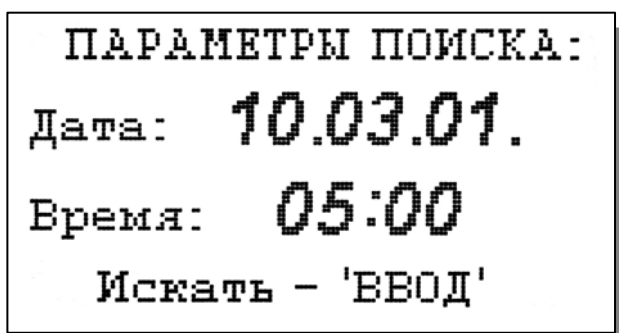 ПАРАМЕТРЫ ПОИСКА:
Дата: 10.03.01.
Время: 05:00
Искать - 'ВВОД'